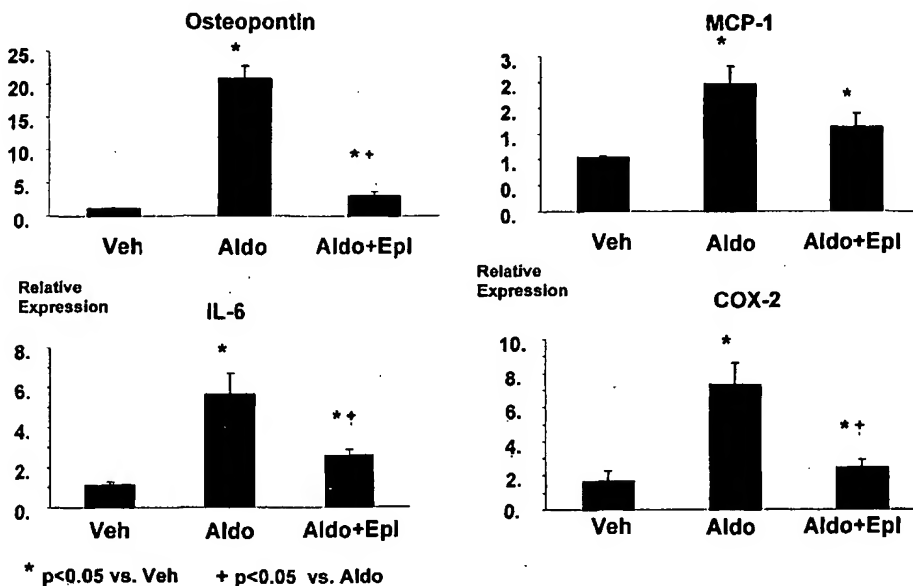 Osteopontin
25.
20.
15.
10.
5.
0.
*
* +
Veh Aldo Aldo+Epl
MCP-1
3.
2.
2.
1.
1.
0.
0.
*
*
Veh Aldo Aldo+Epl
Relative
Expression
IL-6
8.
6.
4.
2.
0.
*
* +
Veh Aldo Aldo+Epl
Relative
Expression
COX-2
10.
8.
6.
4.
2.
0.
*
* +
Veh Aldo Aldo+Epl
* p<0.05 vs. Veh + p<0.05 vs. Aldo